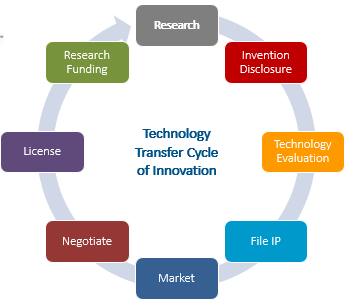 Research
Invention
Disclosure
Technology
Evaluation
File IP
Market
Negotiate
License
Research
Funding
Technology
Transfer Cycle
of Innovation